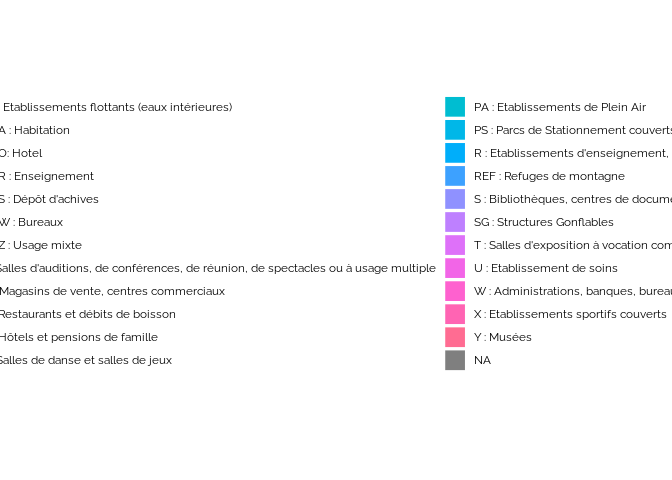 Etablissements flottants (eaux intérieures)
A : Habitation
O: Hotel
R : Enseignement
S : Dépôt d'achives
W : Bureaux
Z : Usage mixte
Salles d'auditions, de conférences, de réunion, de spectacles ou à usage multiple
Magasins de vente, centres commerciaux
Restaurants et débits de boisson
Hôtels et pensions de famille
Salles de danse et salles de jeux
PA : Etablissements de Plein Air
PS : Parcs de Stationnement couverts
R : Etablissements d'enseignement,
REF : Refuges de montagne
S : Bibliothèques, centres de docume
SG : Structures Gonflables
T : Salles d'exposition à vocation com
U : Etablissement de soins
W : Administrations, banques, bureau
X : Etablissements sportifs couverts
Y : Musées
NA